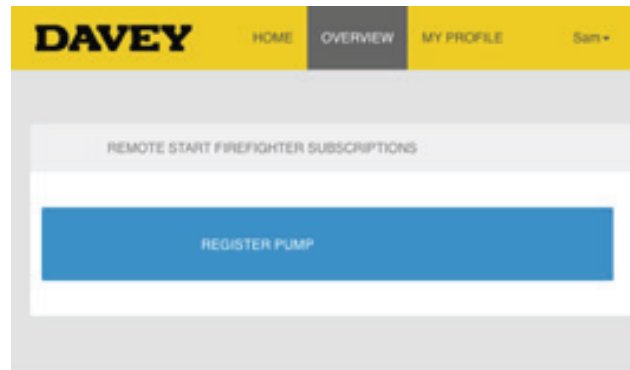 DAVEY HOME OVERVIEW MY PROFILE Sam
REMOTE START FIREFIGHTER SUBSCRIPTIONS
REGISTER PUMP